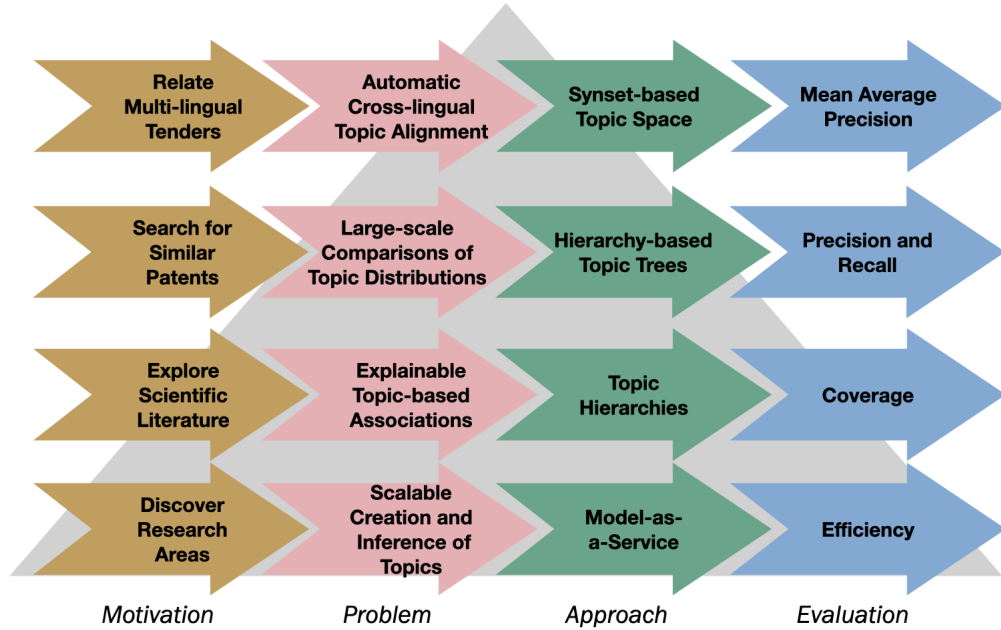 Relate
Multi-lingual
Tenders
Automatic
Cross-lingual
Topic Alignment
Synset-based
Topic Space
Mean Average
Precision
Search for
Similar
Patents
Large-scale
Comparisons of
Topic Distributions
Hierarchy-based
Topic Trees
Precision and
Recall
Explore
Scientific
Literature
Explainable
Topic-based
Associations
Topic
Hierarchies
Coverage
Discover
Research
Areas
Scalable
Creation and
Inference of
Topics
Model-as-
a-Service
Efficiency
Motivation
Problem
Approach
Evaluation